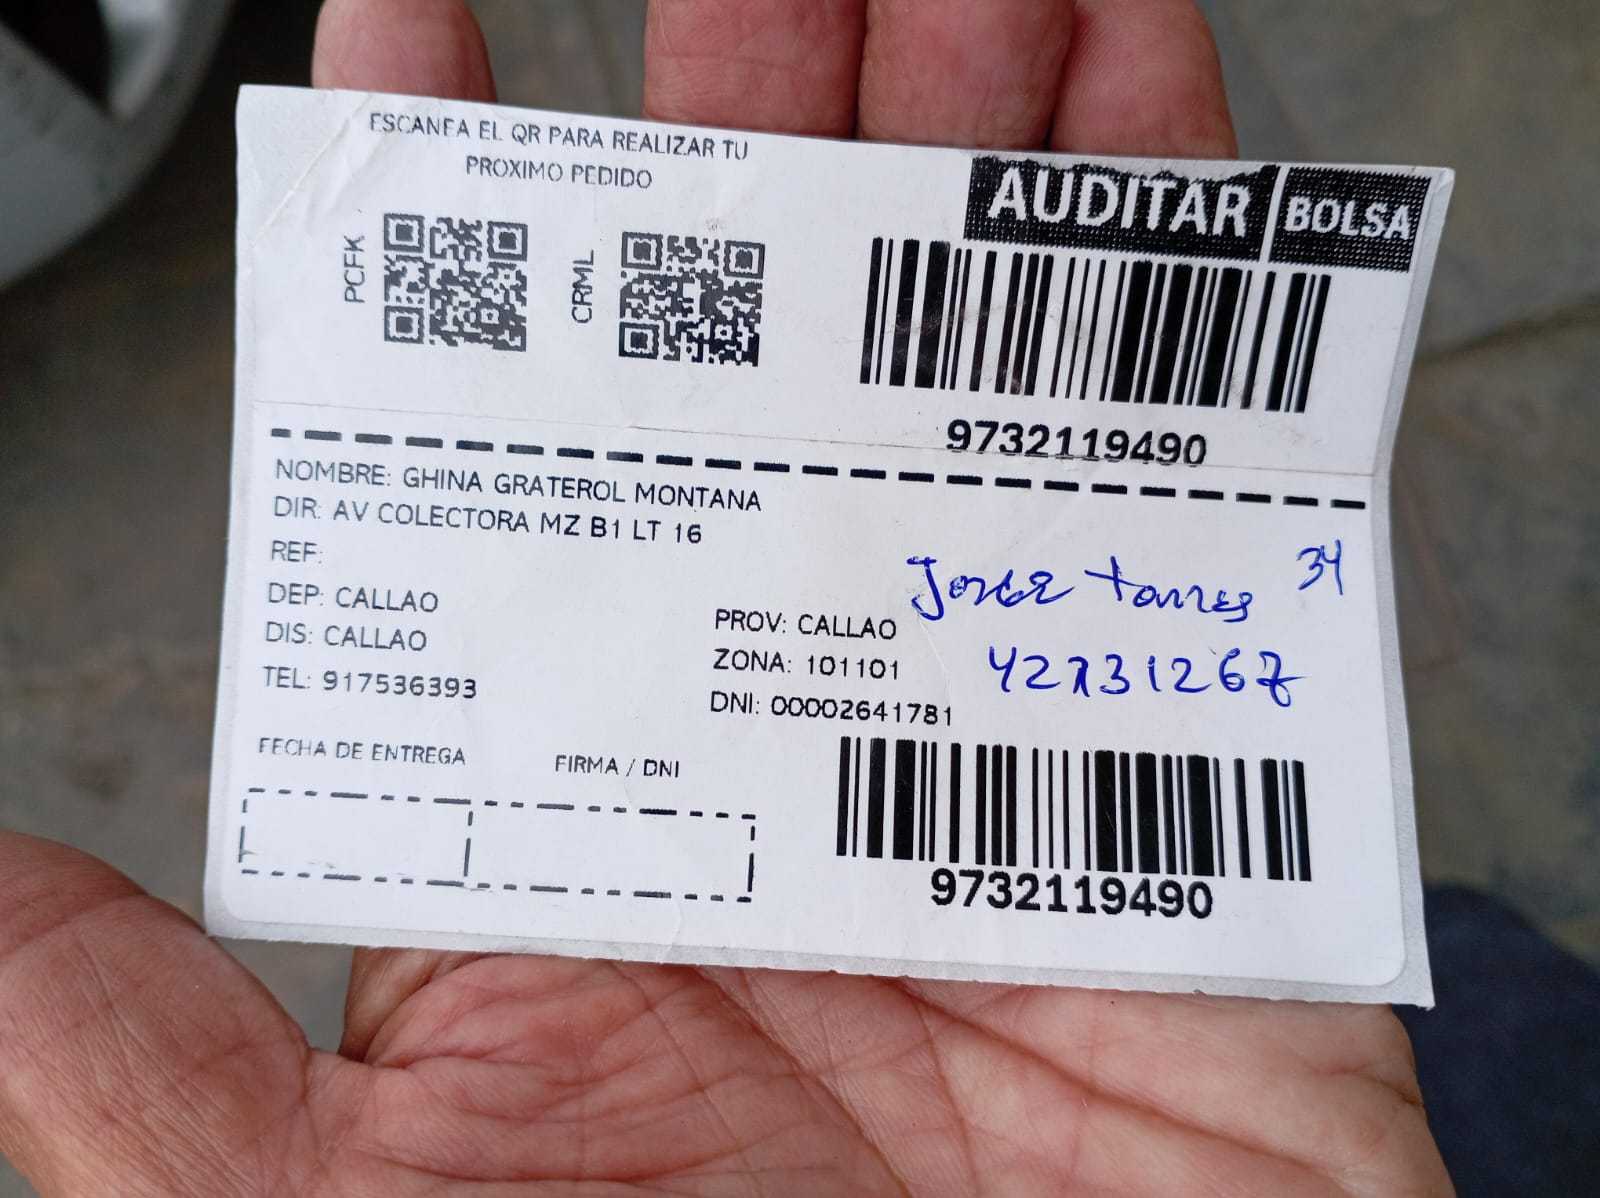 ESCANEA EL QR PARA REALIZAR TU
PROXIMO PEDIDO
PCFK
CRML
AUDITAR BOLSA
9732119490
NOMBRE: GHINA GRATEROL MONTANA
DIR: AV COLECTORA MZ B1 LT 16
REF:
DEP: CALLAO
DIS: CALLAO
TEL: 917536393
PROV: CALLAO
ZONA: 101101
DNI: 00002641781
Jorge Torres 34
FECHA DE ENTREGA
FIRMA / DNI
9732119490